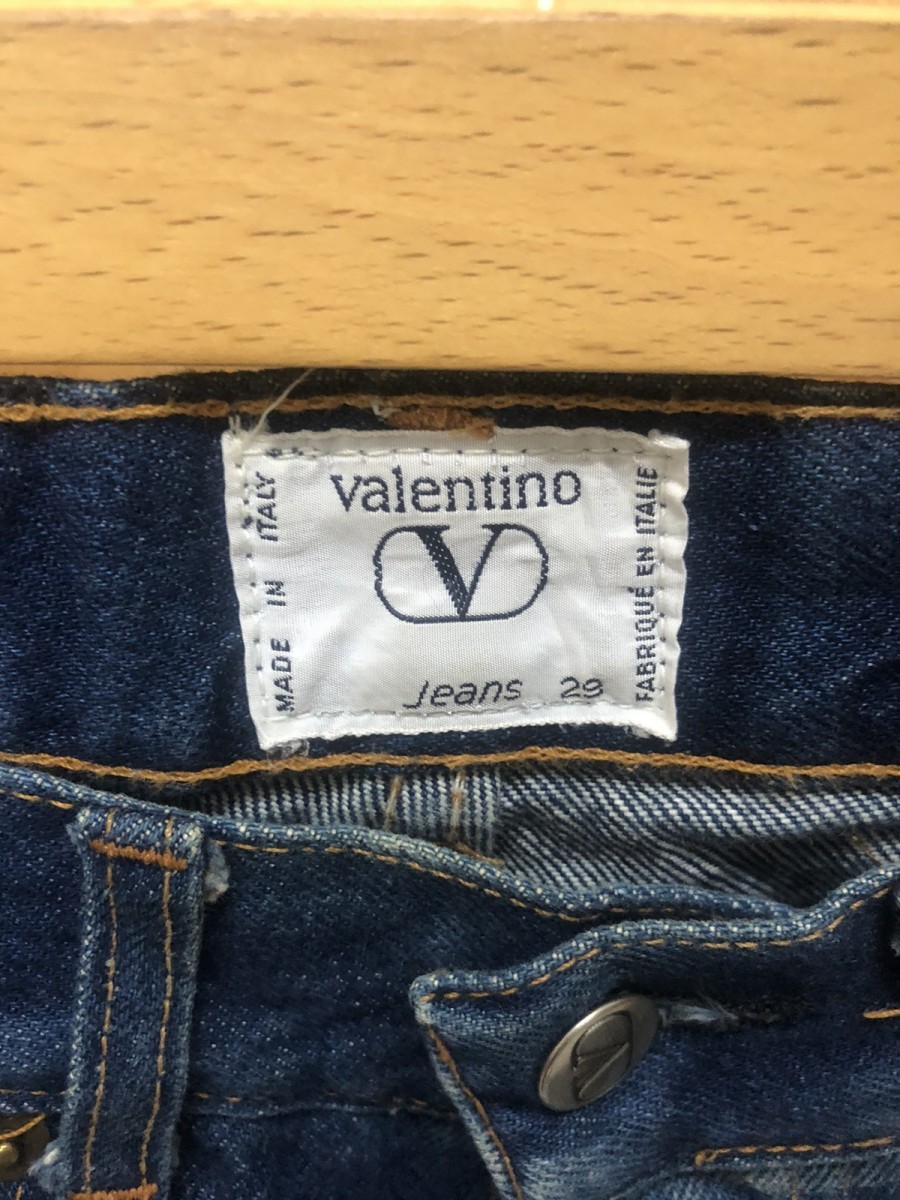 valentino
V
Jeans 29
MADE IN ITALY
FABRIQUÉ EN ITALIE
V